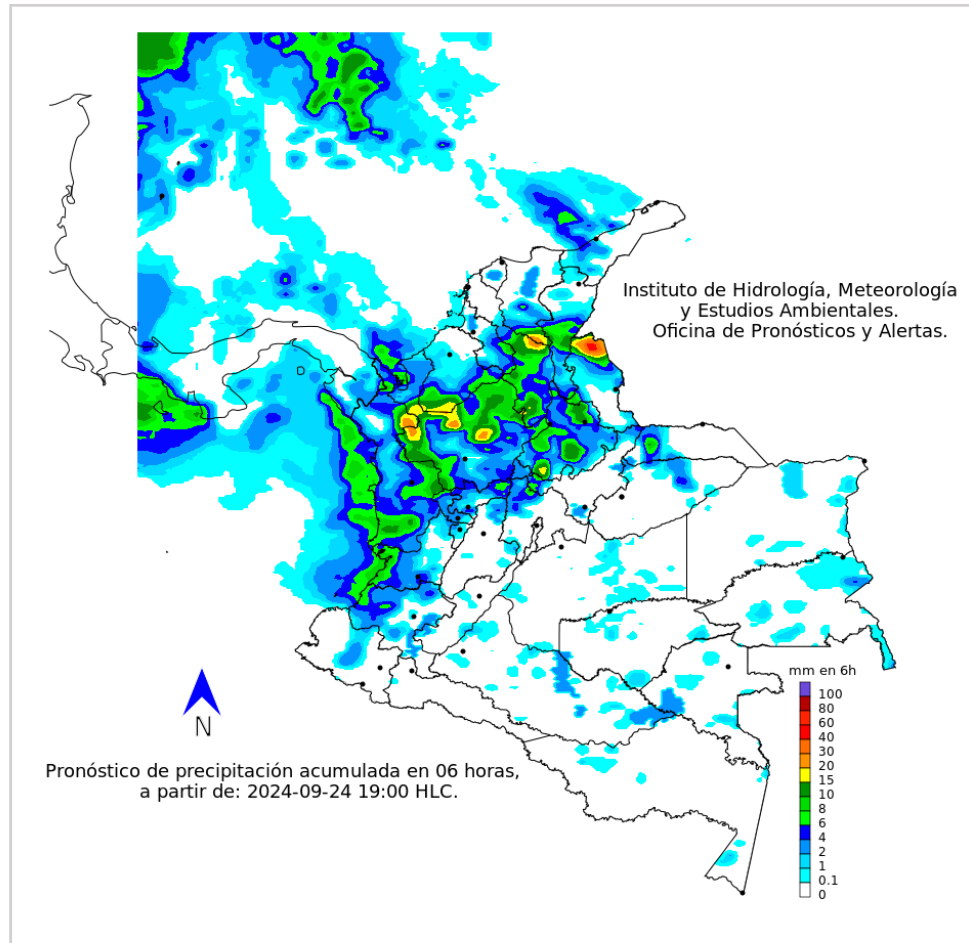 Instituto de Hidrología, Meteorología
y Estudios Ambientales.
Oficina de Pronósticos y Alertas.
mm en 6h
100
80
60
40
30
20
15
10
8
6
4
2
1
0.1
0
N
Pronóstico de precipitación acumulada en 06 horas,
a partir de: 2024-09-24 19:00 HLC.